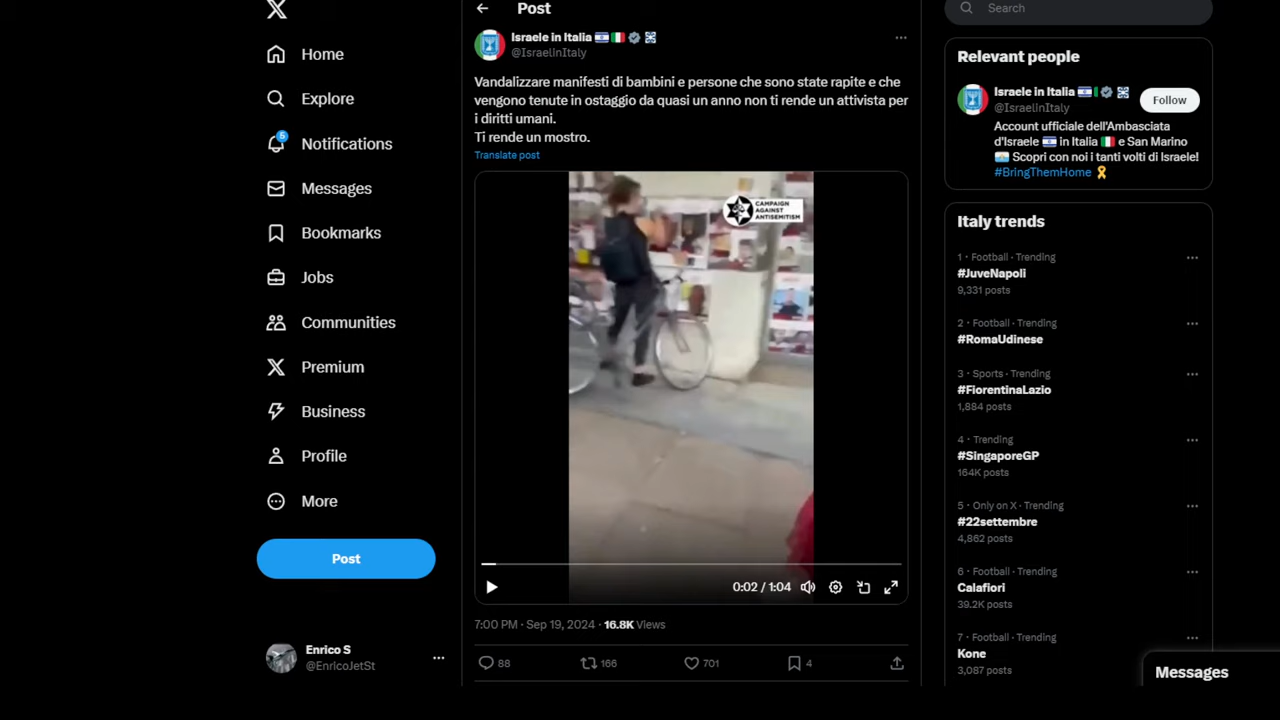 Home
Explore
5
Notifications
Messages
Bookmarks
Jobs
Communities
Premium
Business
Profile
More
Post
Enrico S
@EnricoJetSt
Post
Israele in Italia
@IsraelinItaly
Vandalizzare manifesti di bambini e persone che sono state rapite e che
vengono tenute in ostaggio da quasi un anno non ti rende un attivista per
i diritti umani.
Ti rende un mostro.
Translate post
CAMPAIGN
AGAINST
ANTISEMITISM
0:02 / 1:04
7:00 PM · Sep 19, 2024 · 16.8K Views
88
166
701
4
Search
Relevant people
Israele in Italia
@IsraelinItaly
Follow
Account ufficiale dell'Ambasciata
d'Israele in Italia e San Marino
Scopri con noi i tanti volti di Israele!
#BringThemHome
Italy trends
1 · Football · Trending
#JuveNapoli
9,331 posts
2 · Football · Trending
#RomaUdinese
3 · Sports · Trending
#FiorentinaLazio
1,884 posts
4 · Trending
#SingaporeGP
164K posts
5 · Only on X · Trending
#22settembre
4,862 posts
6 · Football · Trending
Calafiori
39.2K posts
7 · Football · Trending
Kone
3,087 posts
Messages